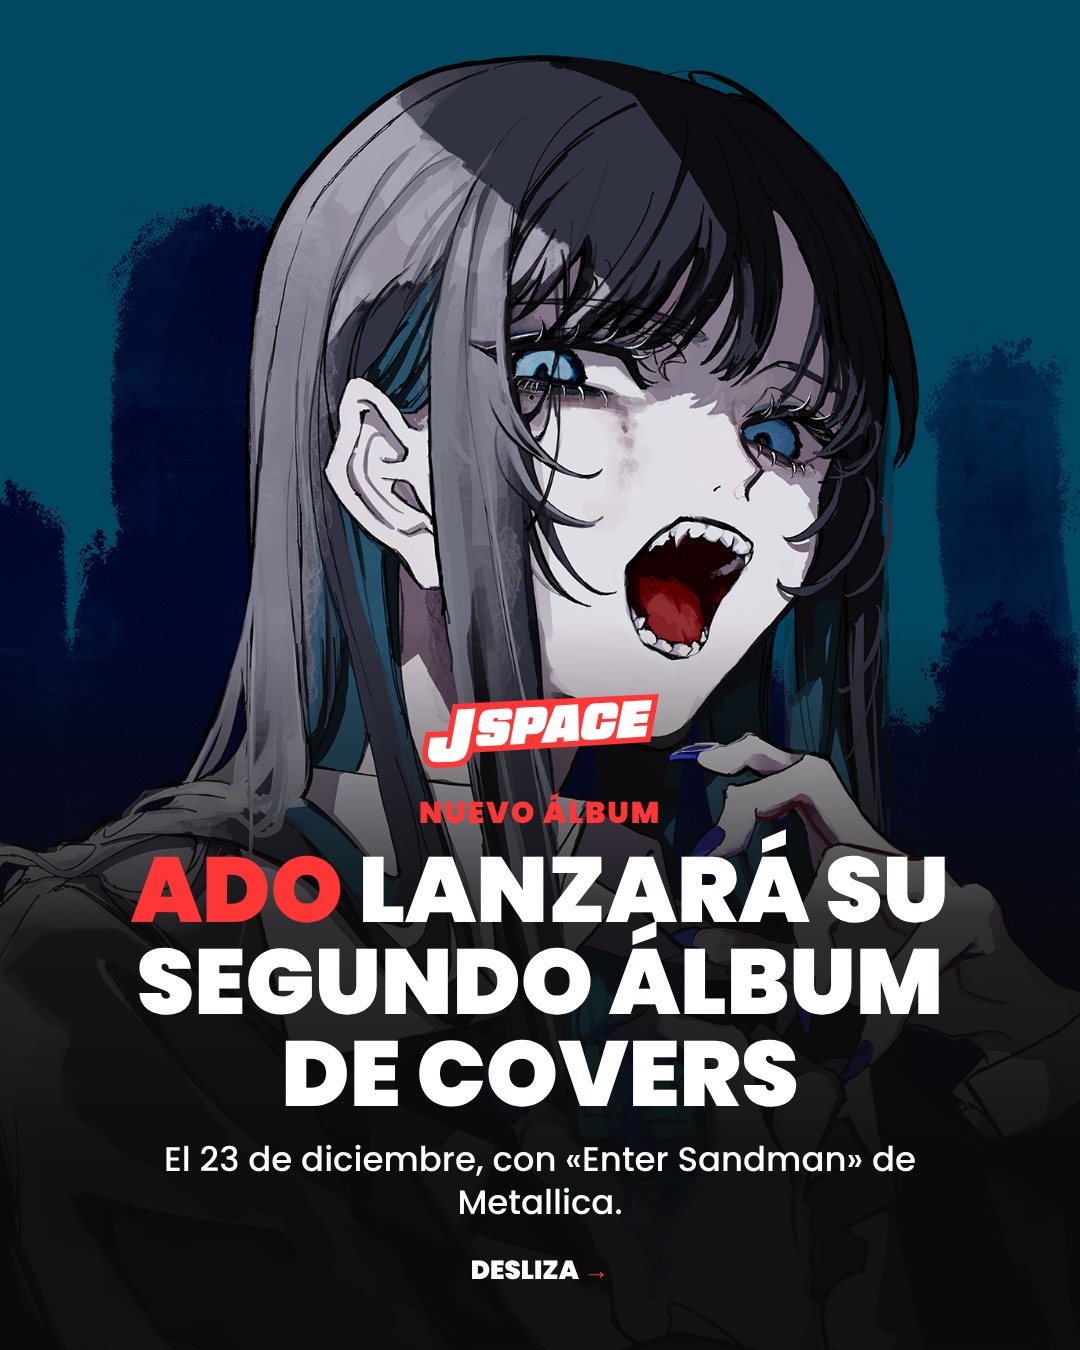 JSPACE
NUEVO ÁLBUM
ADO LANZARÁ SU
SEGUNDO ÁLBUM
DE COVERS
El 23 de diciembre, con «Enter Sandman» de
Metallica.
DESLIZA →